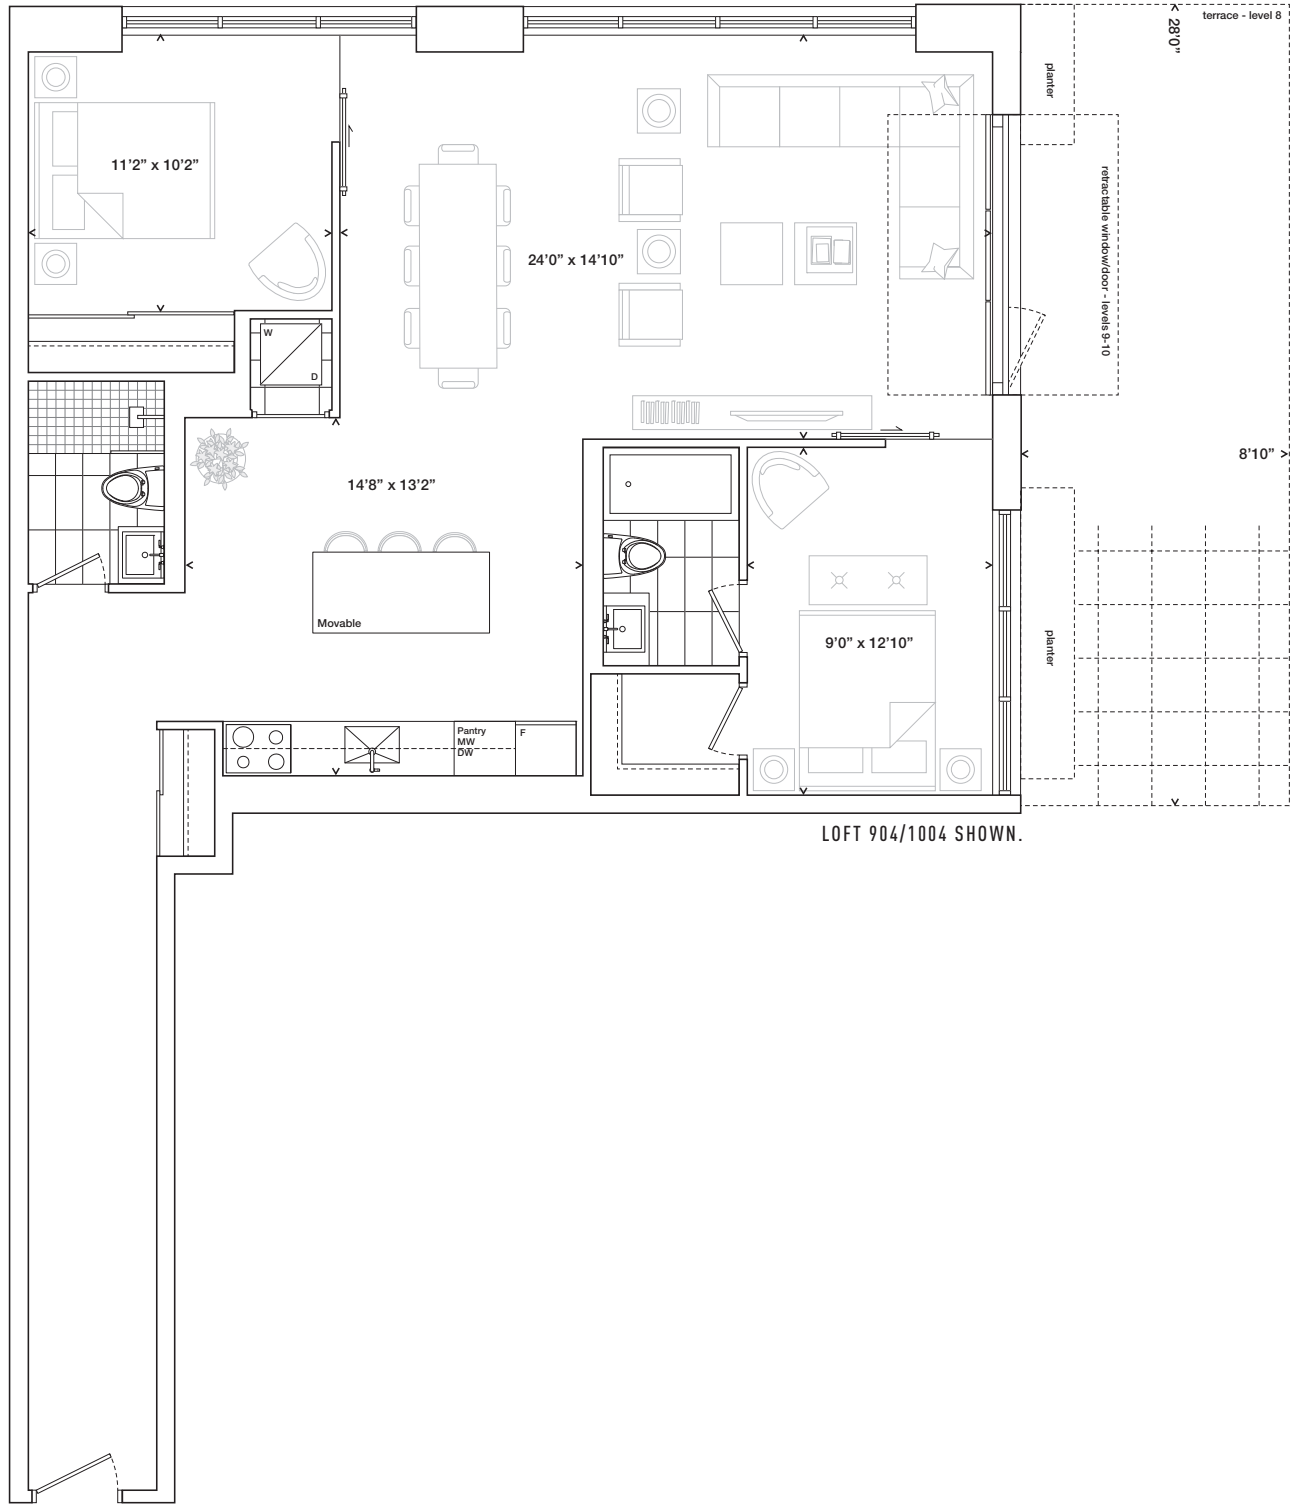 terrace - level 8
28’0”
planter
11’2” x 10’2”
retractable window/door - levels 9-10
24’0” x 14’10”
W
D
8’10”
14’8” x 13’2”
Movable
planter
9’0” x 12’10”
Pantry
MW
DW
F
LOFT 904/1004 SHOWN.